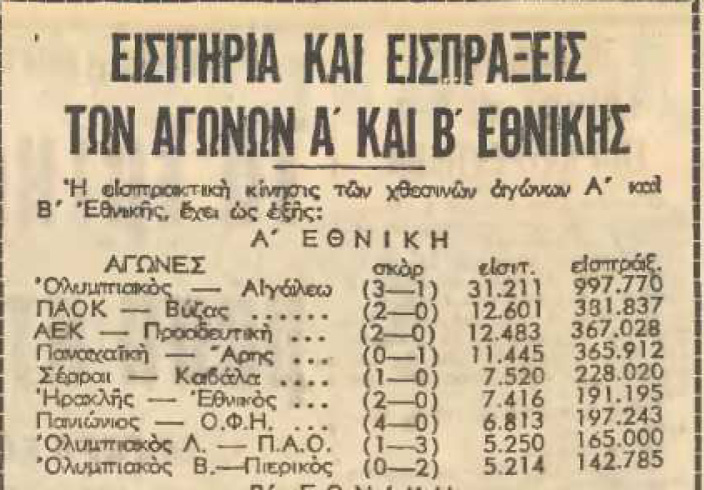 ΕΙΣΙΤΗΡΙΑ ΚΑΙ ΕΙΣΠΡΑΞΕΙΣ
ΤΩΝ ΑΓΩΝΩΝ Α΄ ΚΑΙ Β΄ ΕΘΝΙΚΗΣ
Ἡ εἰσπρακτικὴ κίνησις τῶν χθεσινῶν ἀγώνων Α΄ καὶ
Β΄ Ἐθνικῆς, ἔχει ὡς ἑξῆς:
Α΄ ΕΘΝΙΚΗ
ΑΓΩΝΕΣ σκὸρ εἰσιτ. εἰσπράξ.
Ὀλυμπιακὸς — Αἰγάλεω (3—1) 31.211 997.770
ΠΑΟΚ — Βύζας ...... (2—0) 12.601 381.837
ΑΕΚ — Προοδευτικὴ ... (2—0) 12.483 367.028
Παναχαϊκὴ — Ἄρης ... (0—1) 11.445 365.912
Σέρραι — Καβάλα .... (1—0) 7.520 228.020
Ἡρακλῆς — Ἐθνικὸς ... (2—0) 7.416 191.195
Πανιώνιος — Ο.Φ.Η. ... (4—0) 6.813 197.243
Ὀλυμπιακὸς Λ. — Π.Α.Ο. (1—3) 5.250 165.000
Ὀλυμπιακὸς Β.—Πιερικὸς (0—2) 5.214 142.785
Β΄ ΕΘΝΙΚΗ